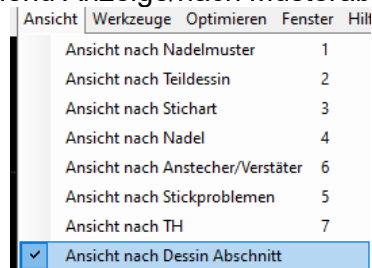 Anzeige/nach
Ansicht Werkzeuge Optimieren Fenster Hilf
Ansicht nach Nadelmuster 1
Ansicht nach Teildessin 2
Ansicht nach Stichart 3
Ansicht nach Nadel 4
Ansicht nach Anstecher/Verstäter 6
Ansicht nach Stickproblemen 5
Ansicht nach TH 7
Ansicht nach Dessin Abschnitt